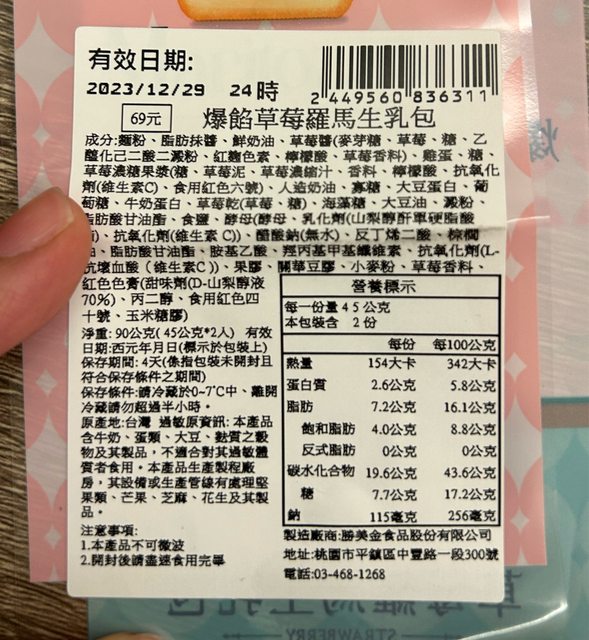 有效日期:
2023/12/29 24時
2 449560 836311
69元 爆餡草莓羅馬生乳包
成分:麵粉、脂肪抹醬、鮮奶油、草莓醬(麥芽糖、草莓、糖、乙
醯化己二酸二澱粉、紅麴色素、檸檬酸、草莓香料)、雞蛋、糖、
草莓濃糖果漿(糖、草莓泥、草莓濃縮汁、香料、檸檬酸、抗氧化
劑(維生素C)、食用紅色六號)、人造奶油、寡糖、大豆蛋白、葡
萄糖、牛奶蛋白、草莓乾(草莓、糖)、海藻糖、大豆油、澱粉、
脂肪酸甘油酯、食鹽、酵母(酵母、乳化劑(山梨醇酐單硬脂酸
)、抗氧化劑(維生素C))、醋酸鈉(無水)、反丁烯二酸、棕櫚
油、脂肪酸甘油酯、胺基乙酸、羥丙基甲基纖維素、抗氧化劑(L-
抗壞血酸(維生素C))、果膠、關華豆膠、小麥粉、草莓香料、
紅色色膏(甜味劑(D-山梨醇液
70%)、丙二醇、食用紅色四
十號、玉米糖膠)
淨重: 90公克( 45公克*2入) 有效
日期:西元年月日(標示於包裝上)
保存期間: 4天(係指包裝未開封且
符合保存條件之期間)
保存條件:請冷藏於0~7℃中、離開
冷藏請勿超過半小時。
原產地:台灣 過敏原資訊: 本產品
含牛奶、蛋類、大豆、麩質之穀
物及其製品，不適合對其過敏體
質者食用。本產品生產製程廠
房，其設備或生產管線有處理堅
果類、芒果、芝麻、花生及其製
品。
注意事項:
1.本產品不可微波
2.開封後請盡速食用完畢
營養標示
每一份量 4 5 公克
本包裝含 2 份
每份 每100公克
熱量 154大卡 342大卡
蛋白質 2.6公克 5.8公克
脂肪 7.2公克 16.1公克
飽和脂肪 4.0公克 8.8公克
反式脂肪 0公克 0公克
碳水化合物 19.6公克 43.6公克
糖 7.7公克 17.2公克
鈉 115毫克 256毫克
製造廠商:勝美金食品股份有限公司
地址:桃園市平鎮區中豐路一段300號
電話:03-468-1268
草莓羅馬生乳包
STRAWBERRY